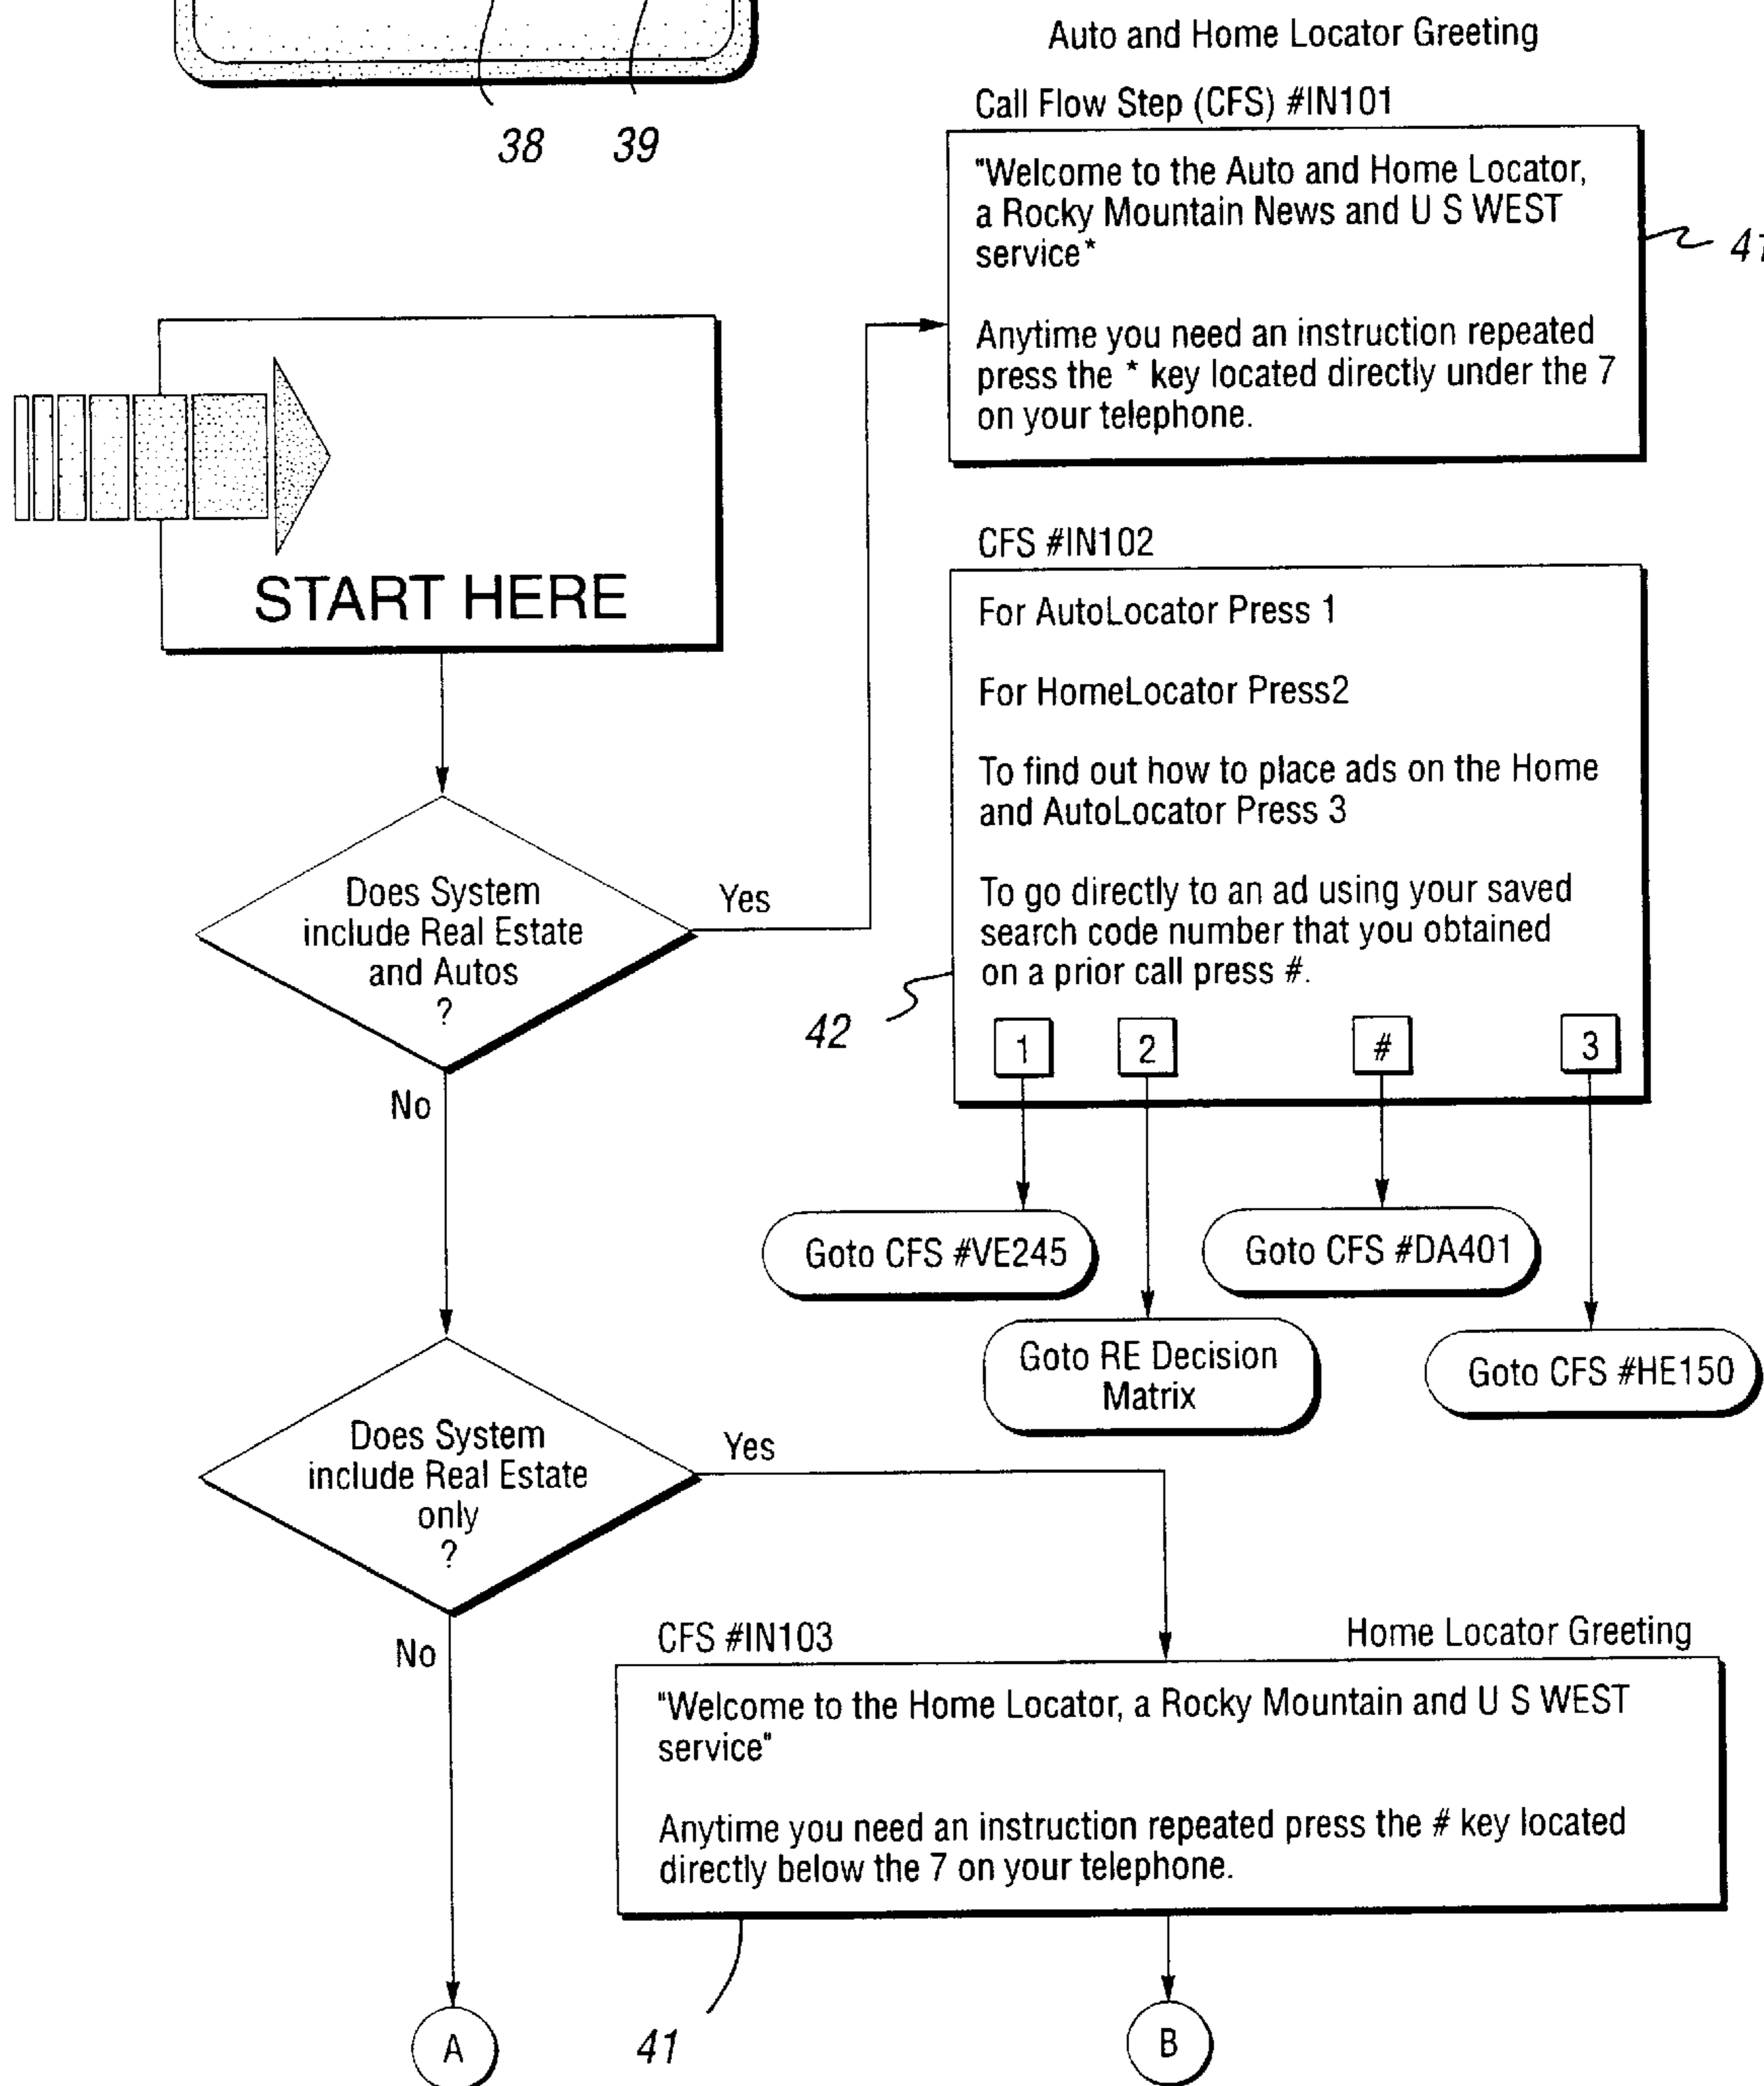 38
39
Auto and Home Locator Greeting
Call Flow Step (CFS) #IN101
"Welcome to the Auto and Home Locator,
a Rocky Mountain News and U S WEST
service*
Anytime you need an instruction repeated
press the * key located directly under the 7
on your telephone.
41
START HERE
CFS #IN102
For AutoLocator Press 1
For HomeLocator Press2
To find out how to place ads on the Home
and AutoLocator Press 3
To go directly to an ad using your saved
search code number that you obtained
on a prior call press #.
42
1
2
#
3
Does System
include Real Estate
and Autos
?
Yes
No
Goto CFS #VE245
Goto CFS #DA401
Goto RE Decision
Matrix
Goto CFS #HE150
Does System
include Real Estate
only
?
Yes
No
CFS #IN103
Home Locator Greeting
"Welcome to the Home Locator, a Rocky Mountain and U S WEST
service"
Anytime you need an instruction repeated press the # key located
directly below the 7 on your telephone.
41
A
B